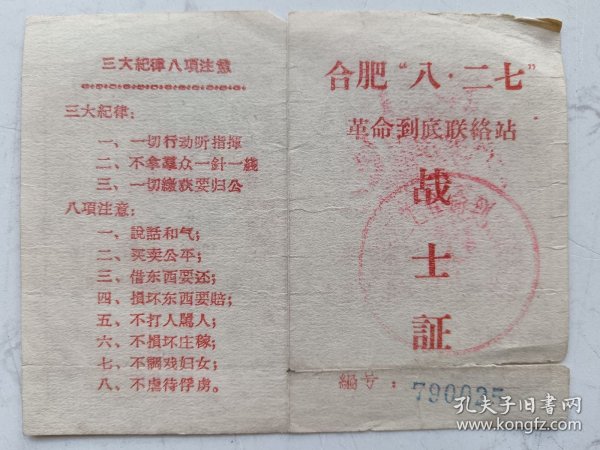 三大紀律八項注意
三大紀律:
一、一切行动听指揮
二、不拿羣众一針一綫
三、一切繳获要归公
八項注意:
一、說話和气;
二、买卖公平;
三、借东西要还;
四、損坏东西要賠;
五、不打人罵人;
六、不損坏庄稼;
七、不調戏妇女;
八、不虐待俘虏。
合肥“八·二七”
革命到底联絡站
战
士
証
790025
孔夫子旧书网
www.kongfz.com